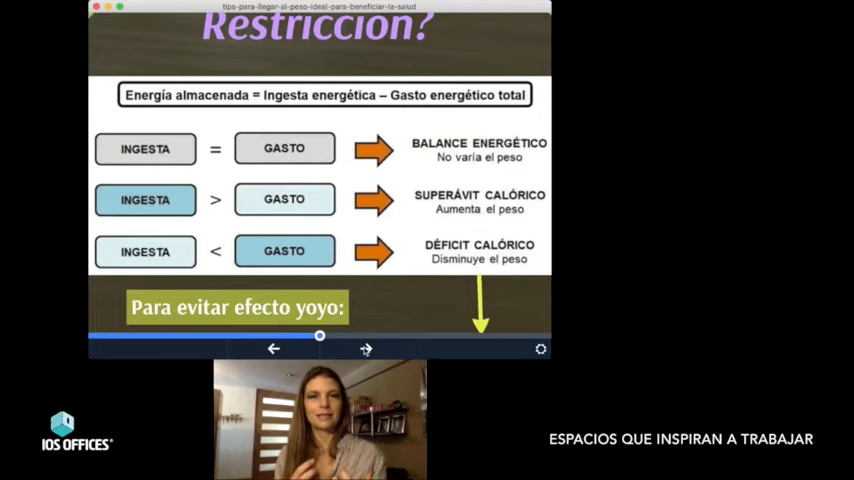 tips-para-llegar-al-peso-ideal-para-beneficiar-la-salud
Restricción?
Energía almacenada = Ingesta energética – Gasto energético total
INGESTA = GASTO BALANCE ENERGÉTICO
No varía el peso
INGESTA > GASTO SUPERÁVIT CALÓRICO
Aumenta el peso
INGESTA < GASTO DÉFICIT CALÓRICO
Disminuye el peso
Para evitar efecto yoyo:
IOS OFFICES®
ESPACIOS QUE INSPIRAN A TRABAJAR